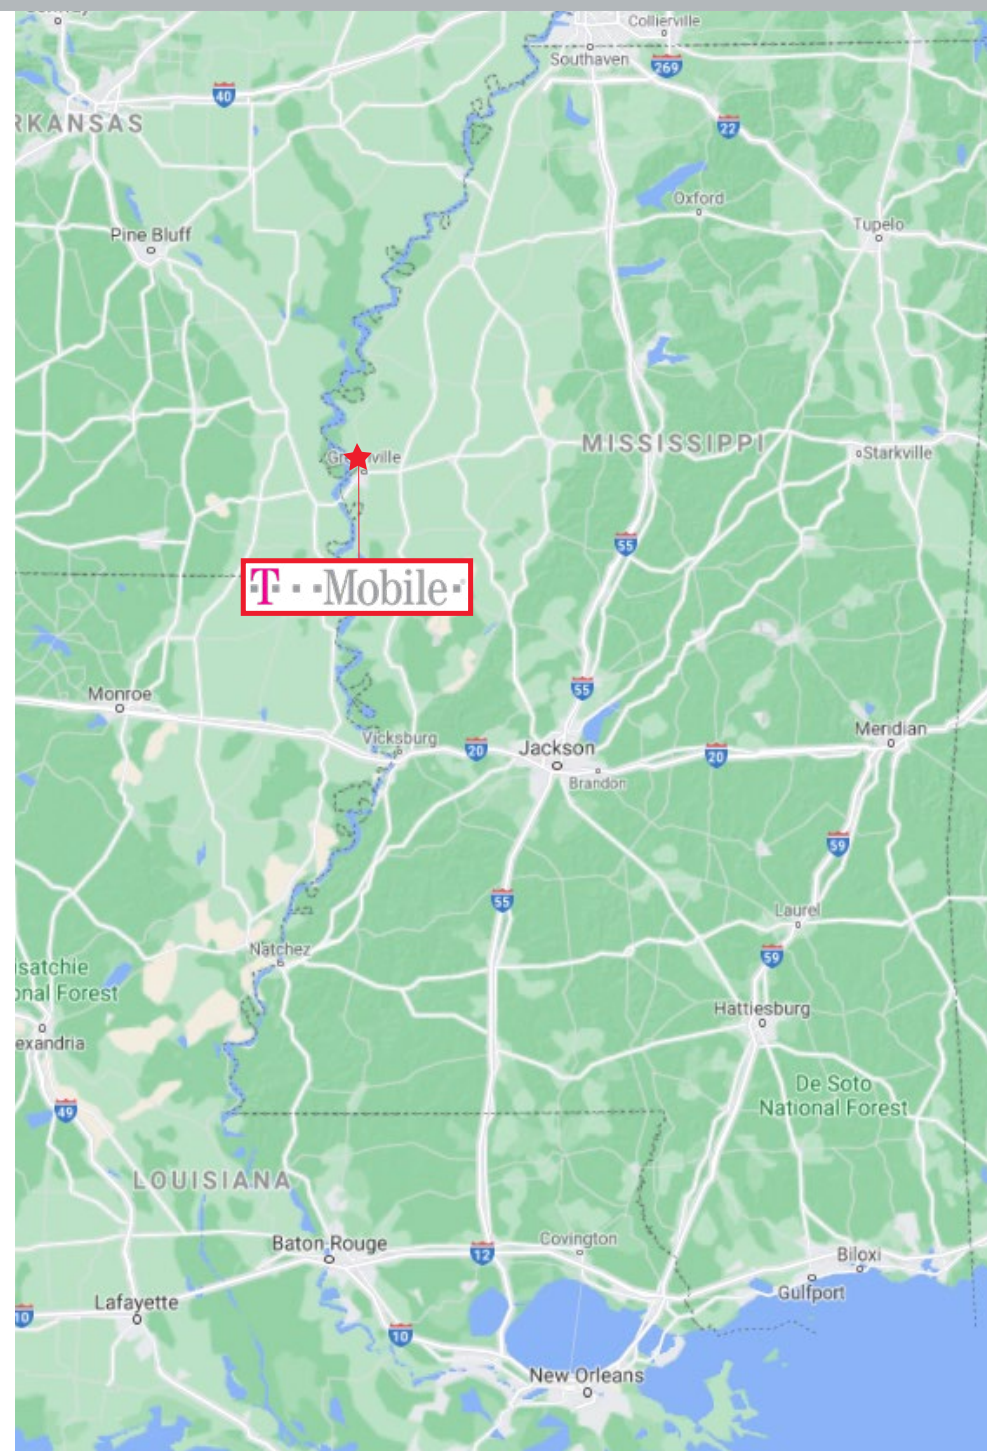 Collierville
Southaven
269
40
RKANSAS
22
Oxford
Pine Bluff
Tupelo
MISSISSIPPI
Starkville
55
T··Mobile·
Monroe
55
Vicksburg
20
Jackson
20
Meridian
Brandon
59
55
Laurel
Natchez
59
isatchie
onal Forest
Hattiesburg
exandria
De Soto
National Forest
49
LOUISIANA
Baton Rouge
12
Covington
Biloxi
Gulfport
Lafayette
10
10
New Orleans